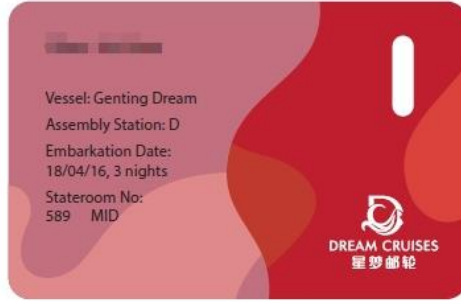 Vessel: Genting Dream
Assembly Station: D
Embarkation Date:
18/04/16, 3 nights
Stateroom No:
589 MID
DREAM CRUISES
星梦邮轮